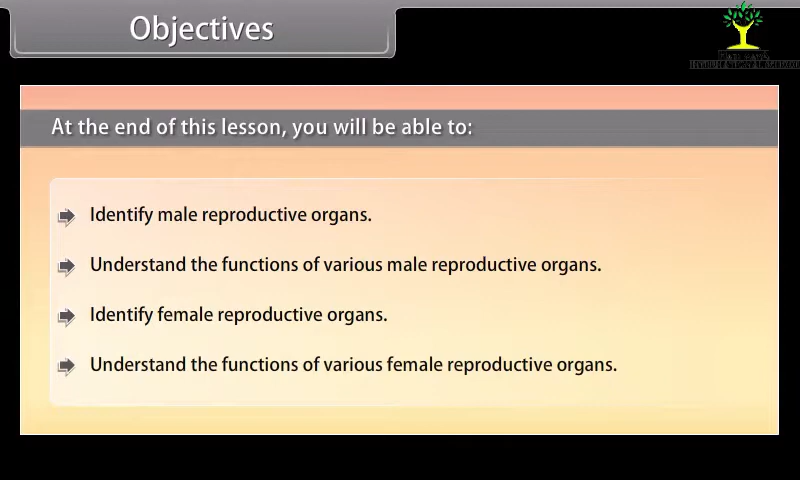 Objectives
At the end of this lesson, you will be able to:
Identify male reproductive organs.
Understand the functions of various male reproductive organs.
Identify female reproductive organs.
Understand the functions of various female reproductive organs.